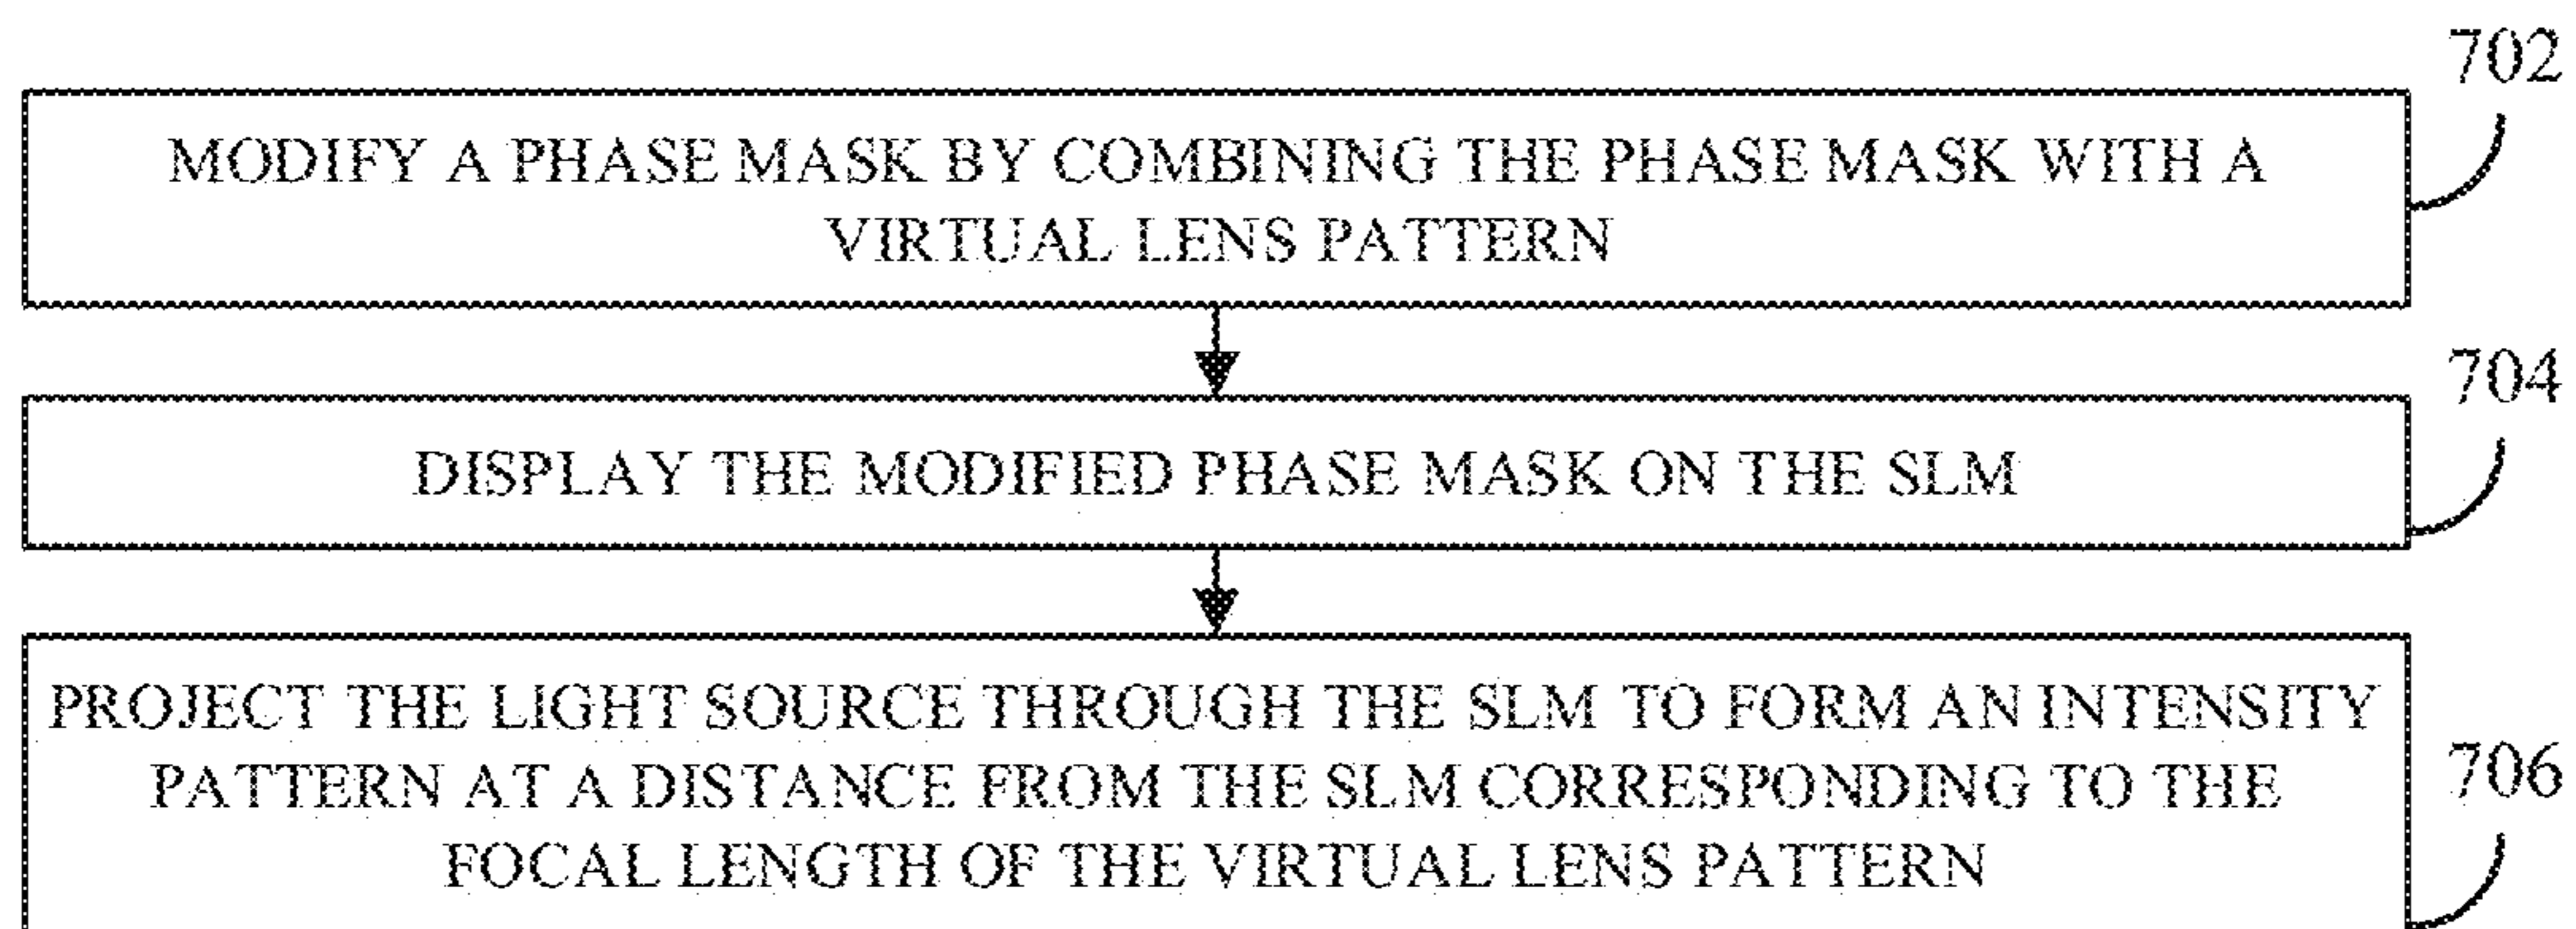 702
MODIFY A PHASE MASK BY COMBINING THE PHASE MASK WITH A
VIRTUAL LENS PATTERN
704
DISPLAY THE MODIFIED PHASE MASK ON THE SLM
PROJECT THE LIGHT SOURCE THROUGH THE SLM TO FORM AN INTENSITY
PATTERN AT A DISTANCE FROM THE SLM CORRESPONDING TO THE
706
FOCAL LENGTH OF THE VIRTUAL LENS PATTERN